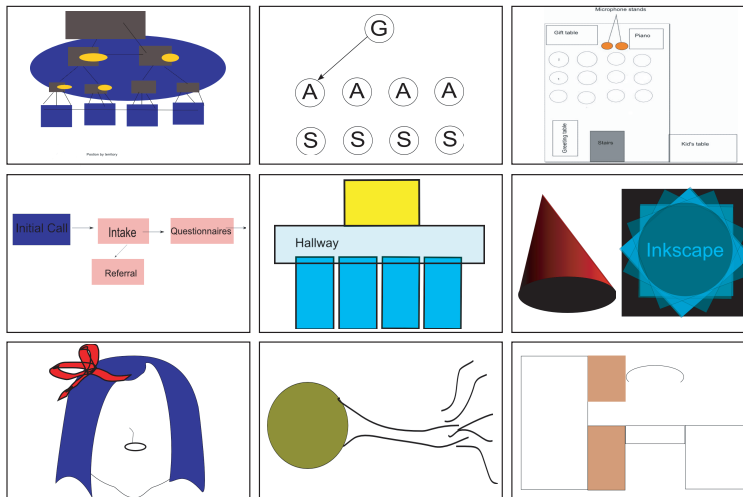 Position by territory
G
A A A A
S S S S
Microphone stands
Gift table
Piano
Greeting table
Stairs
Kid's table
Initial Call
Intake
Questionnaires
Referral
Hallway
Inkscape